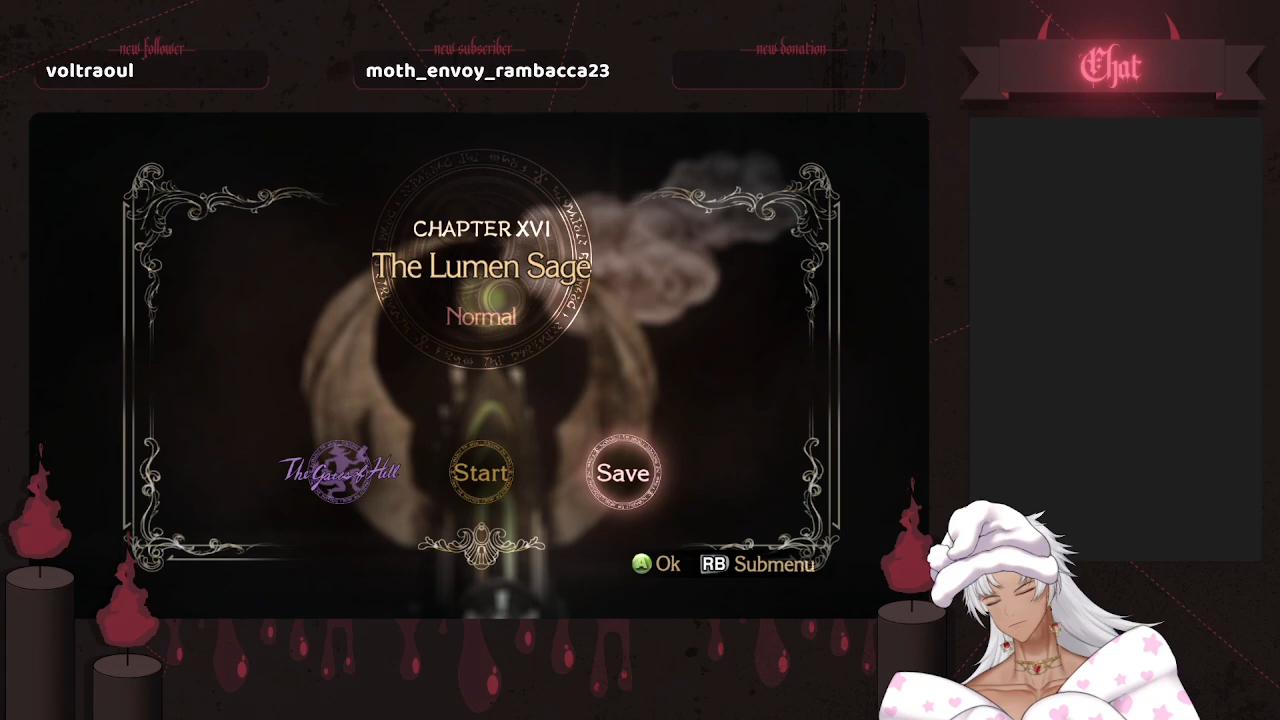 new follower
voltraoul
new subscriber
moth_envoy_rambacca23
new donation
Chat
CHAPTER XVI
The Lumen Sage
Normal
The Gates of Hell
Start
Save
A Ok
RB Submenu